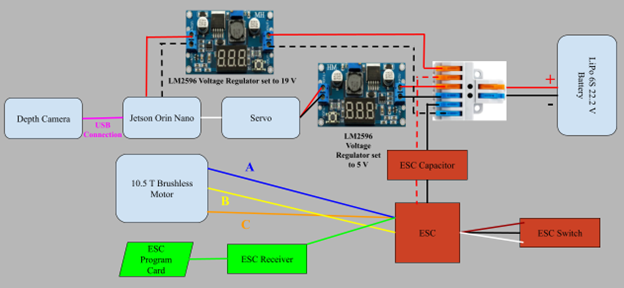 LM2596 Voltage Regulator set to 19 V
LM2596
Voltage
Regulator set
to 5 V
LiPo 6S 22.2 V
Battery
+
-
Depth Camera
USB
Connection
Jetson Orin Nano
Servo
ESC Capacitor
10.5 T Brushless
Motor
A
B
C
ESC
ESC Switch
ESC
Program
Card
ESC Receiver